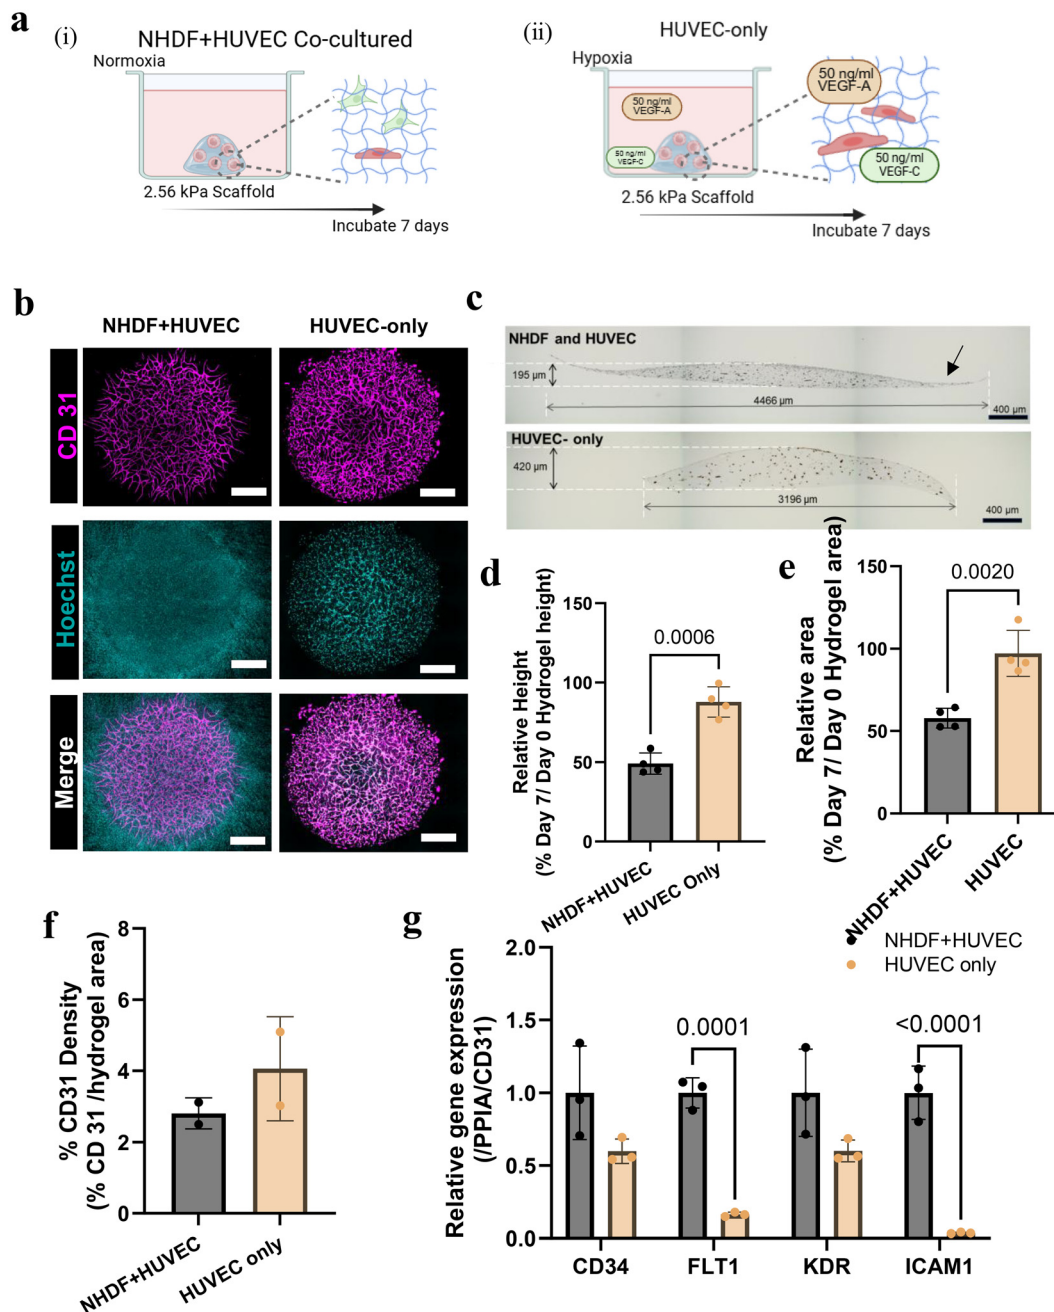 a
(i)
NHDF+HUVEC Co-cultured
Normoxia
2.56 kPa Scaffold
Incubate 7 days
(ii)
HUVEC-only
Hypoxia
50 ng/ml
VEGF-A
50 ng/ml
VEGF-C
50 ng/ml
VEGF-A
50 ng/ml
VEGF-C
2.56 kPa Scaffold
Incubate 7 days
b
NHDF+HUVEC
HUVEC-only
CD 31
Hoechst
Merge
c
NHDF and HUVEC
195 µm
4466 µm
400 µm
HUVEC- only
420 µm
3196 µm
400 µm
d
Relative Height
(% Day 7/ Day 0 Hydrogel height)
150
100
50
0
0.0006
NHDF+HUVEC
HUVEC Only
e
Relative area
(% Day 7/ Day 0 Hydrogel area)
150
100
50
0
0.0020
NHDF+HUVEC
HUVEC
f
% CD31 Density
(% CD 31 /hydrogel area)
8
6
4
2
0
NHDF+HUVEC
HUVEC only
g
NHDF+HUVEC
HUVEC only
Relative gene expression
(/PPIA/CD31)
2.0
1.5
1.0
0.5
0.0
0.0001
<0.0001
CD34
FLT1
KDR
ICAM1